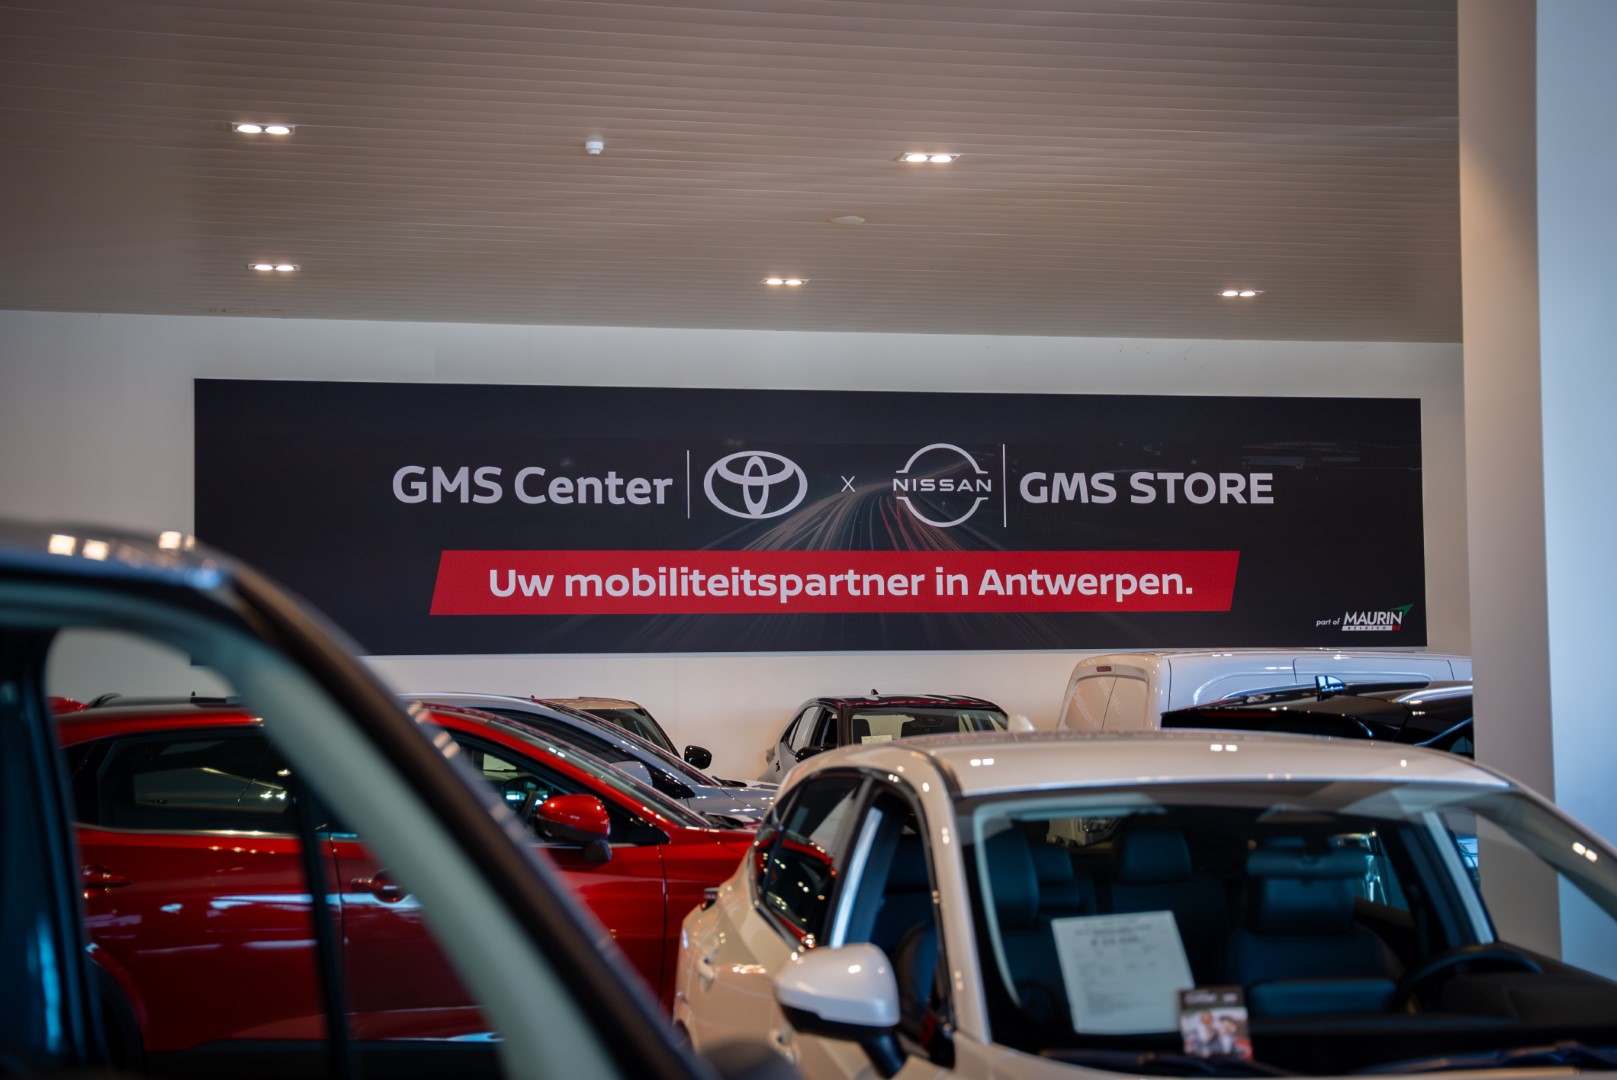 GMS Center x NISSAN GMS STORE
Uw mobiliteitspartner in Antwerpen.
part of MAURIN